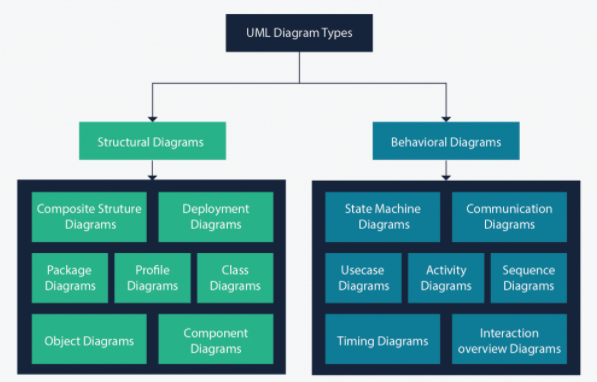 UML Diagram Types
Structural Diagrams
Behavioral Diagrams
Composite Struture
Diagrams
Deployment
Diagrams
Package
Diagrams
Profile
Diagrams
Class
Diagrams
Object Diagrams
Component
Diagrams
State Machine
Diagrams
Communication
Diagrams
Usecase
Diagrams
Activity
Diagrams
Sequence
Diagrams
Timing Diagrams
Interaction
overview Diagrams